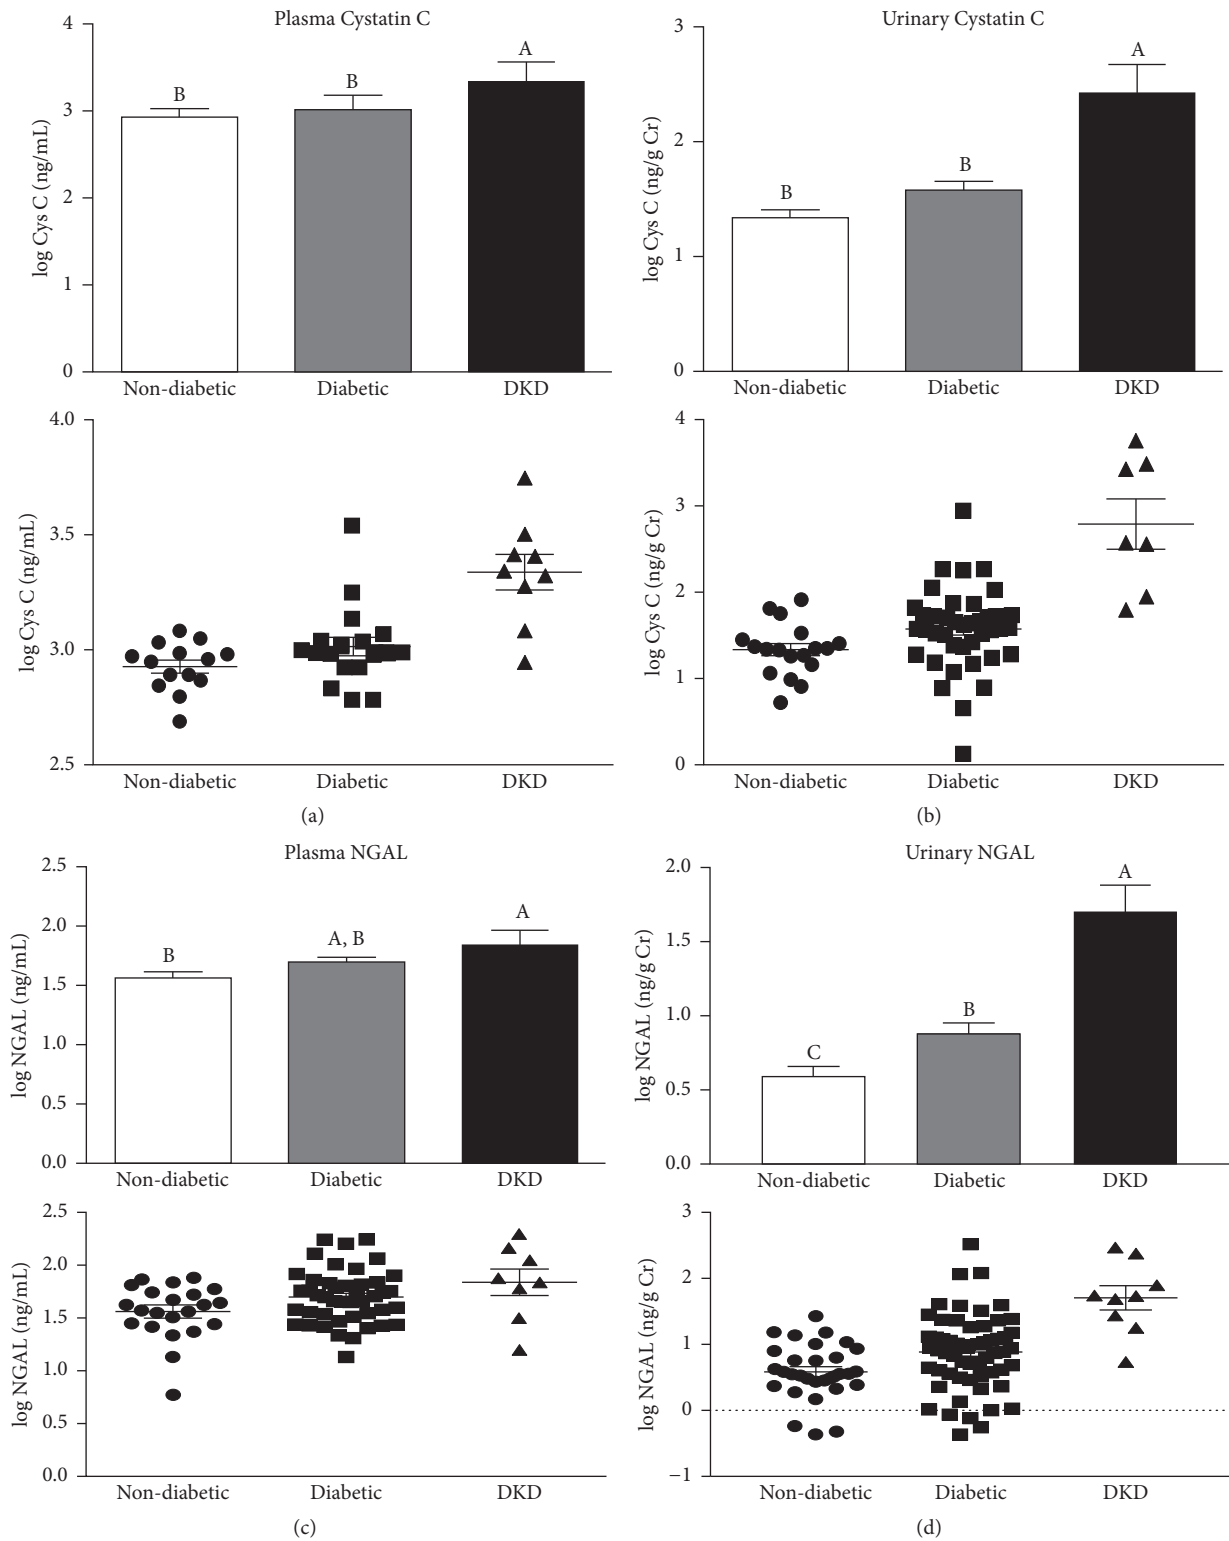 Plasma Cystatin C
4
3
2
1
0
log Cys C (ng/mL)
B
B
A
Non-diabetic
Diabetic
DKD
4.0
3.5
3.0
2.5
log Cys C (ng/mL)
Non-diabetic
Diabetic
DKD
(a)
Urinary Cystatin C
3
2
1
0
log Cys C (ng/g Cr)
B
B
A
Non-diabetic
Diabetic
DKD
4
3
2
1
0
log Cys C (ng/g Cr)
Non-diabetic
Diabetic
DKD
(b)
Plasma NGAL
2.5
2.0
1.5
1.0
0.5
0.0
log NGAL (ng/mL)
B
A, B
A
Non-diabetic
Diabetic
DKD
2.5
2.0
1.5
1.0
0.5
0.0
log NGAL (ng/mL)
Non-diabetic
Diabetic
DKD
(c)
Urinary NGAL
2.0
1.5
1.0
0.5
0.0
log NGAL (ng/g Cr)
C
B
A
Non-diabetic
Diabetic
DKD
3
2
1
0
−1
log NGAL (ng/g Cr)
Non-diabetic
Diabetic
DKD
(d)